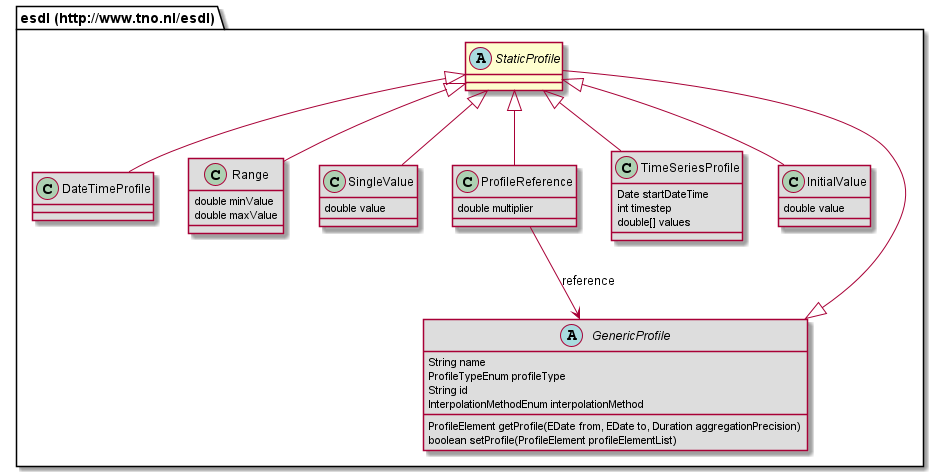 esdl (http://www.tno.nl/esdl)
A StaticProfile
C DateTimeProfile
C Range
double minValue
double maxValue
C SingleValue
double value
C ProfileReference
double multiplier
C TimeSeriesProfile
Date startDateTime
int timestep
double[] values
C InitialValue
double value
reference
A GenericProfile
String name
ProfileTypeEnum profileType
String id
InterpolationMethodEnum interpolationMethod
ProfileElement getProfile(EDate from, EDate to, Duration aggregationPrecision)
boolean setProfile(ProfileElement profileElementList)